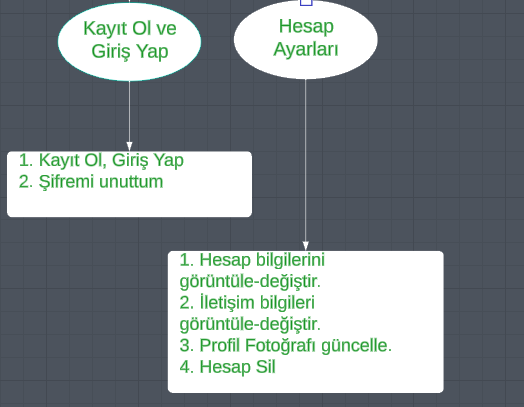 Kayıt Ol ve
Giriş Yap
Hesap
Ayarları
1. Kayıt Ol, Giriş Yap
2. Şifremi unuttum
1. Hesap bilgilerini
görüntüle-değiştir.
2. İletişim bilgileri
görüntüle-değiştir.
3. Profil Fotoğrafı güncelle.
4. Hesap Sil